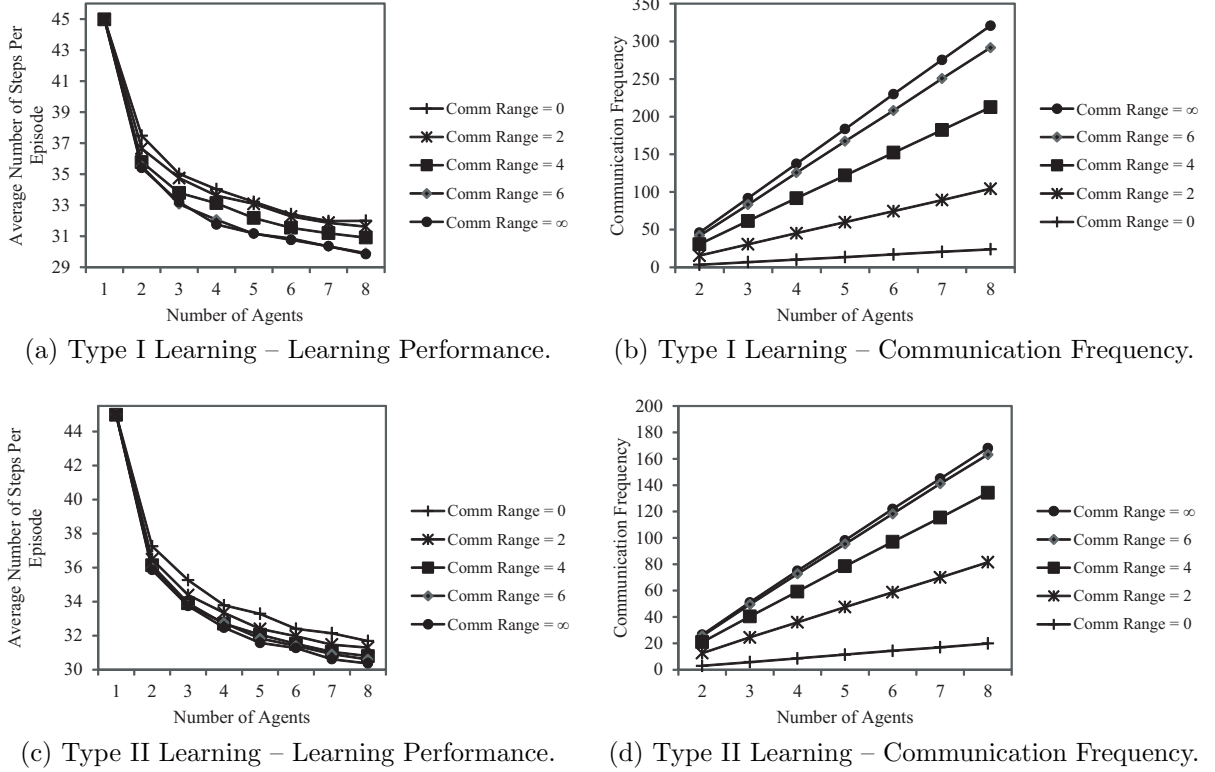 45
43
41
39
37
35
33
31
29
Average Number of Steps Per
Episode
1 2 3 4 5 6 7 8
Number of Agents
Comm Range = 0
Comm Range = 2
Comm Range = 4
Comm Range = 6
Comm Range = ∞
(a) Type I Learning – Learning Performance.
350
300
250
200
150
100
50
0
Communication Frequency
2 3 4 5 6 7 8
Number of Agents
Comm Range = ∞
Comm Range = 6
Comm Range = 4
Comm Range = 2
Comm Range = 0
(b) Type I Learning – Communication Frequency.
44
42
40
38
36
34
32
30
Average Number of Steps Per
Episode
1 2 3 4 5 6 7 8
Number of Agents
Comm Range = 0
Comm Range = 2
Comm Range = 4
Comm Range = 6
Comm Range = ∞
(c) Type II Learning – Learning Performance.
200
180
160
140
120
100
80
60
40
20
0
Communication Frequency
2 3 4 5 6 7 8
Number of Agents
Comm Range = ∞
Comm Range = 6
Comm Range = 4
Comm Range = 2
Comm Range = 0
(d) Type II Learning – Communication Frequency.